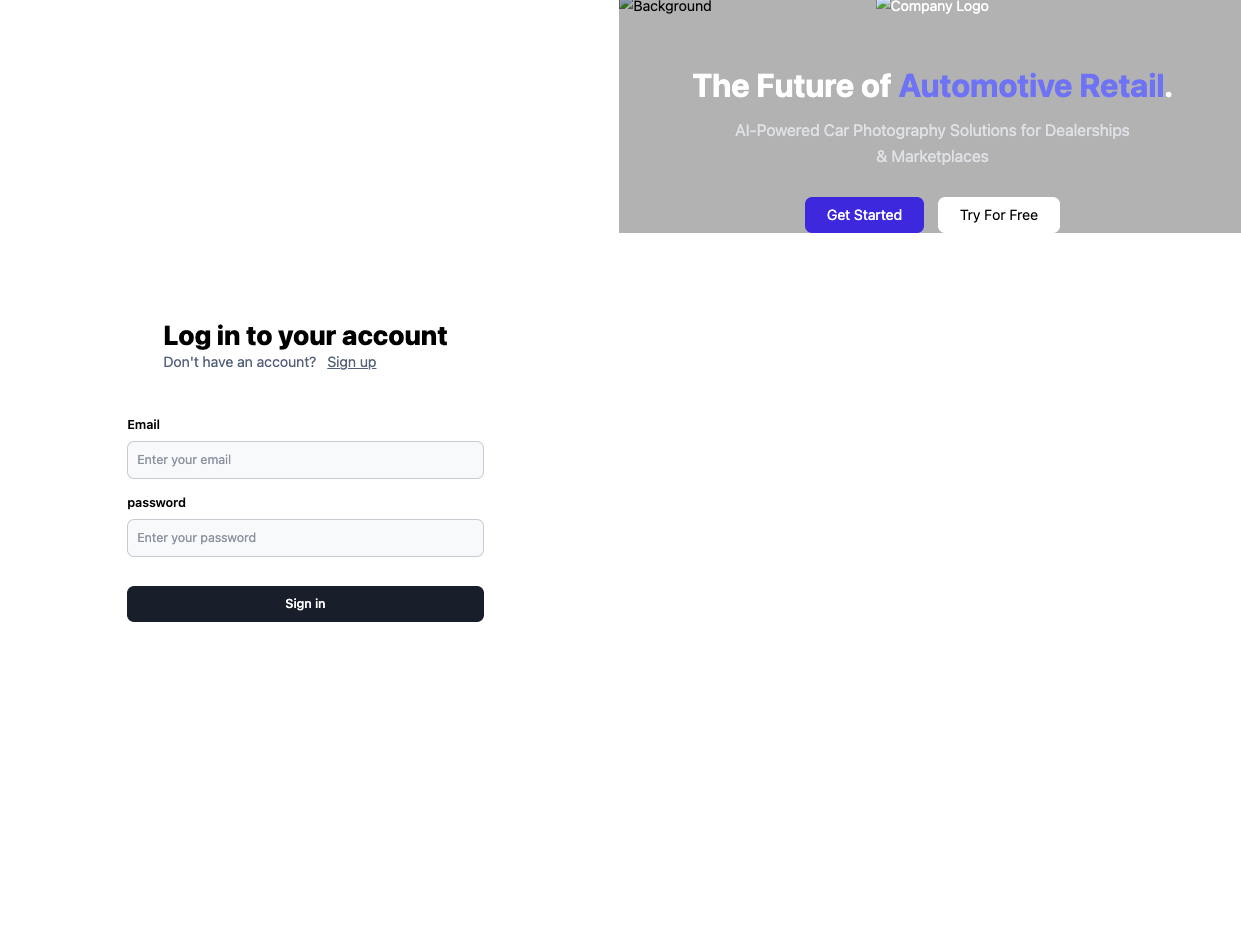 Background
Company Logo
The Future of Automotive Retail.
AI-Powered Car Photography Solutions for Dealerships
& Marketplaces
Get Started
Try For Free
Log in to your account
Don't have an account? Sign up
Email
Enter your email
password
Enter your password
Sign in